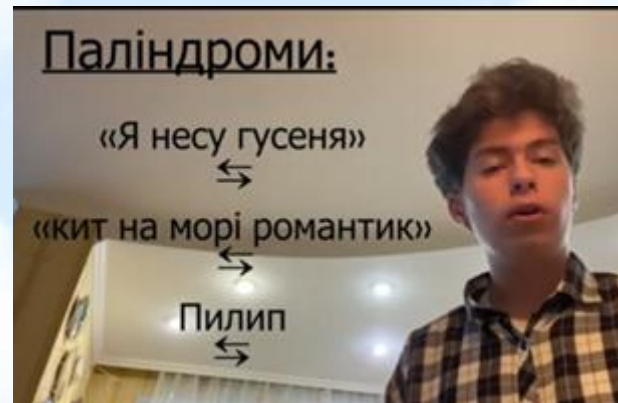 Паліндроми:
«Я несу гусеня»
«кит на морі романтик»
Пилип